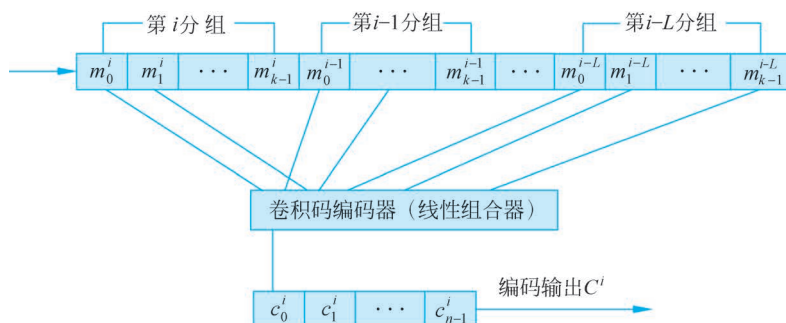 第 i 分 组 第i–1分组 第i–L分组
m_0^i m_1^i ··· m_{k-1}^i m_0^{i-1} ··· m_{k-1}^{i-1} ··· m_0^{i-L} m_1^{i-L} ··· m_{k-1}^{i-L}
卷积码编码器（线性组合器）
编码输出C^i
c_0^i c_1^i ··· c_{n-1}^i